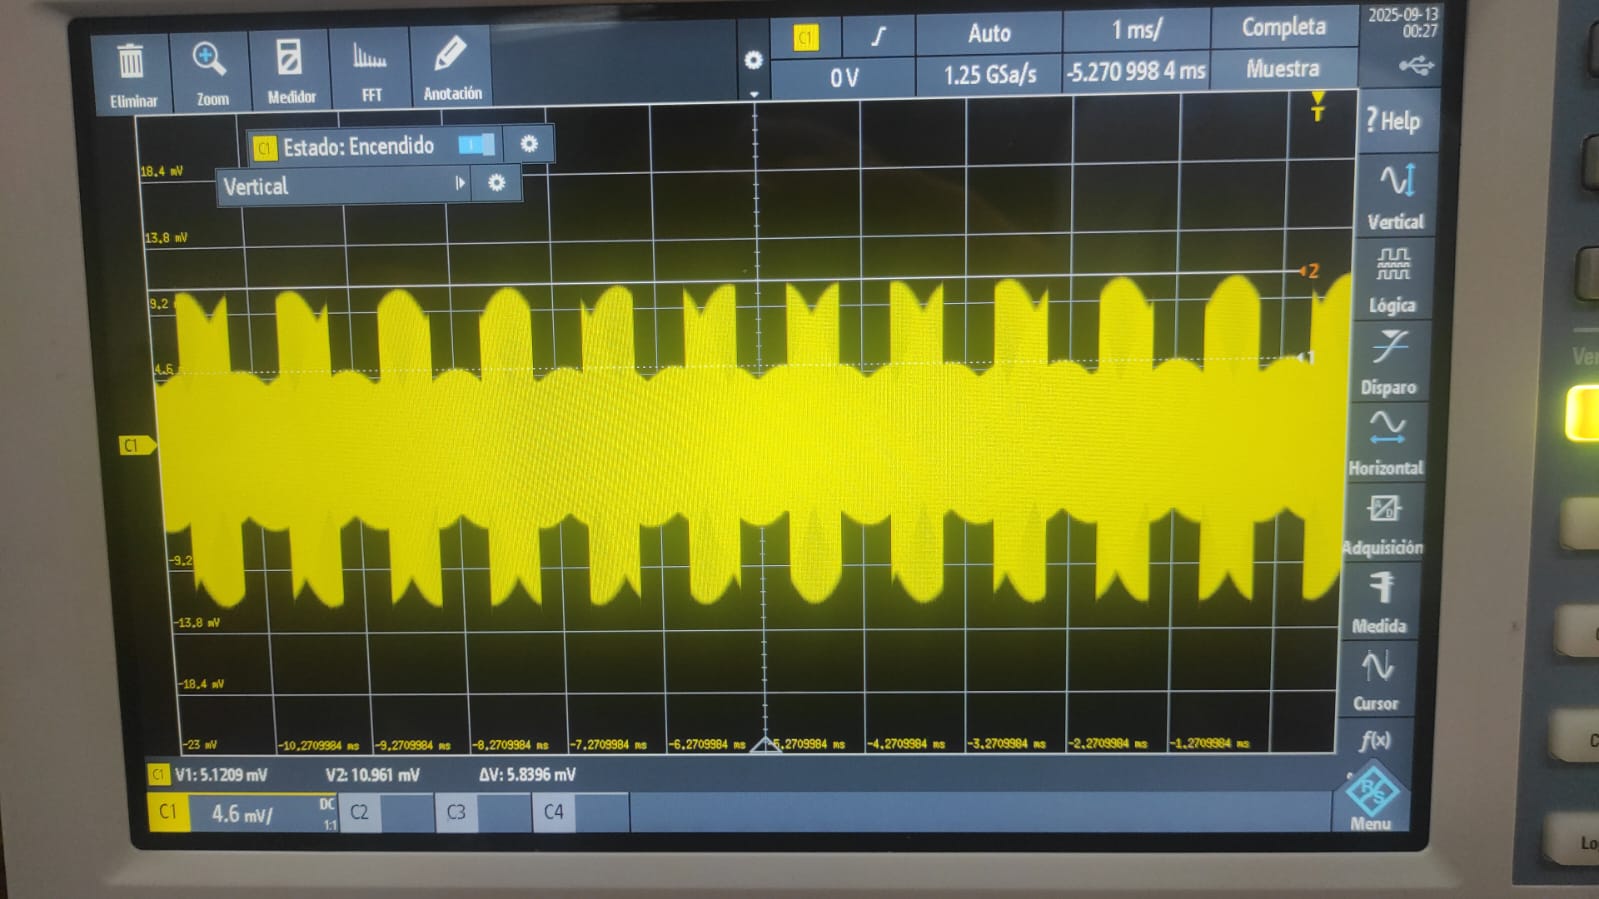 Eliminar
Zoom
Medidor
FFT
Anotación
C1
Auto
1 ms/
Completa
2025-09-13
00:27
0 V
1.25 GSa/s
-5.270 998 4 ms
Muestra
T
? Help
C1 Estado: Encendido
Vertical
18.4 mV
13.8 mV
9.2
4.6
C1
-9.2
-13.8 mV
-18.4 mV
-23 mV
2
1
-10.2709984 ms
-9.2709984 ms
-8.2709984 ms
-7.2709984 ms
-6.2709984 ms
-5.2709984 ms
-4.2709984 ms
-3.2709984 ms
-2.2709984 ms
-1.2709984 ms
Vertical
Lógica
Disparo
Horizontal
Adquisición
Medida
Cursor
f(x)
R/S
Menu
C1 V1: 5.1209 mV V2: 10.961 mV ΔV: 5.8396 mV
C1 4.6 mV/ DC 1:1 C2 C3 C4
Lo